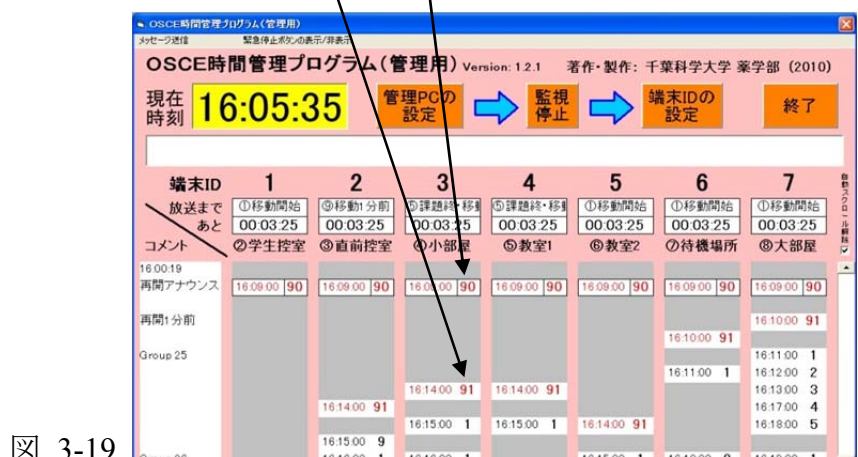 OSCE時間管理プログラム(管理用)
メッセージ送信 緊急停止ボタンの表示/非表示
OSCE時間管理プログラム(管理用) Version: 1.2.1 著作・製作: 千葉科学大学 薬学部 (2010)
現在時刻 16:05:35 管理PCの設定 監視停止 端末IDの設定 終了
端末ID 1 2 3 4 5 6 7
自動スクロール解除
放送まで ①移動開始 ⑨移動1分前 ⑤課題終・移動 ⑤課題終・移動 ①移動開始 ①移動開始 ①移動開始
あと 00:03:25 00:03:25 00:03:25 00:03:25 00:03:25 00:03:25 00:03:25
コメント ②学生控室 ③直前控室 ④小部屋 ⑤教室1 ⑥教室2 ⑦待機場所 ⑧大部屋
16:00:19
再開アナウンス 16:09:00 90 16:09:00 90 16:09:00 90 16:09:00 90 16:09:00 90 16:09:00 90 16:09:00 90
再開1分前 16:10:00 91
16:10:00 91
Group 25 16:11:00 1
16:11:00 1 16:12:00 2
16:14:00 91 16:14:00 91 16:13:00 3
16:14:00 91 16:17:00 4
16:15:00 1 16:15:00 1 16:14:00 91 16:18:00 5
16:15:00 9
図 3-19